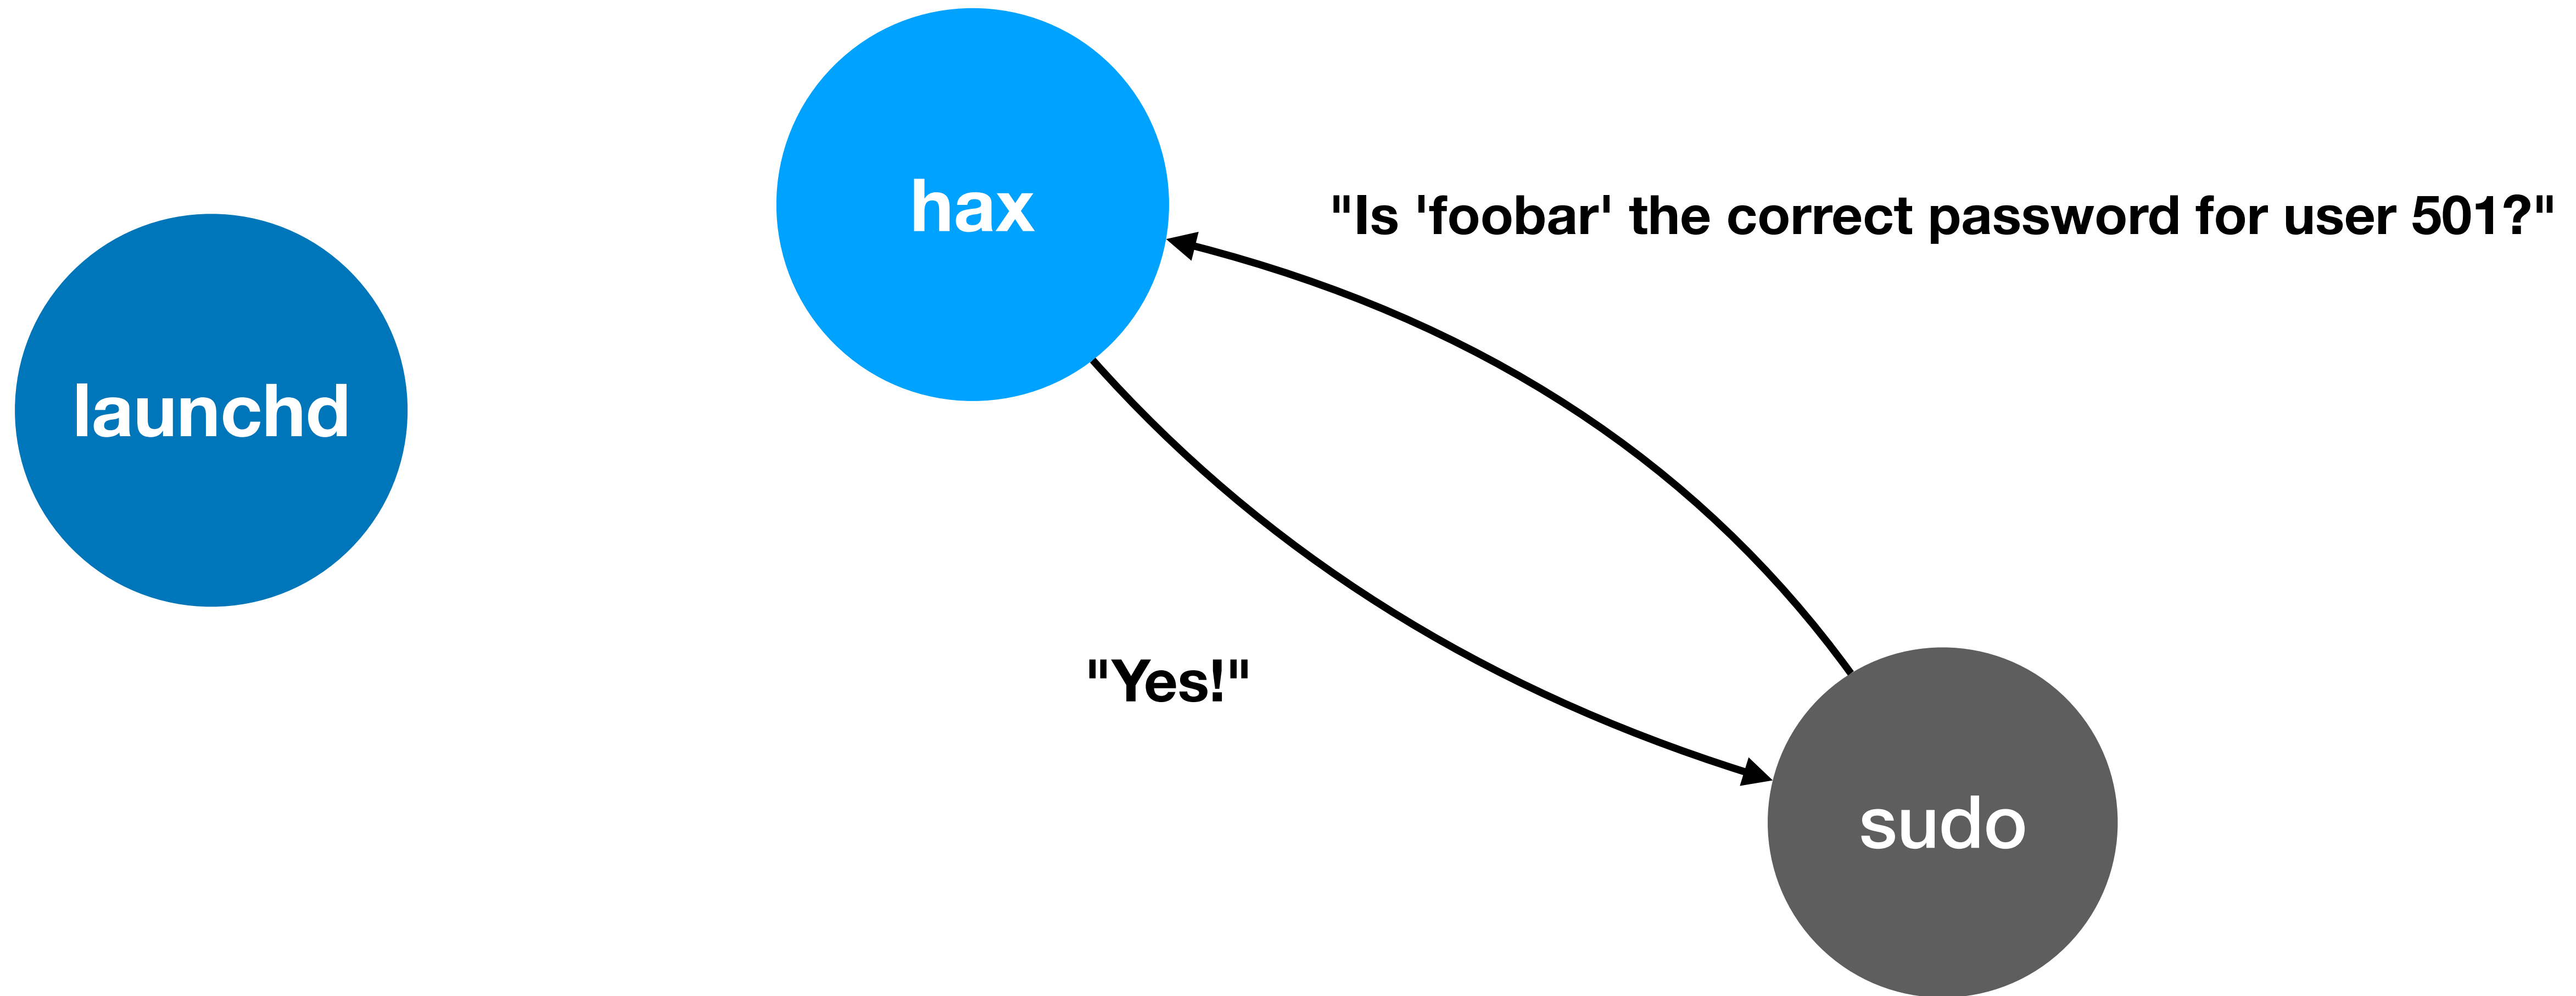 hax
"Is 'foobar' the correct password for user 501?"
launchd
"Yes!"
sudo